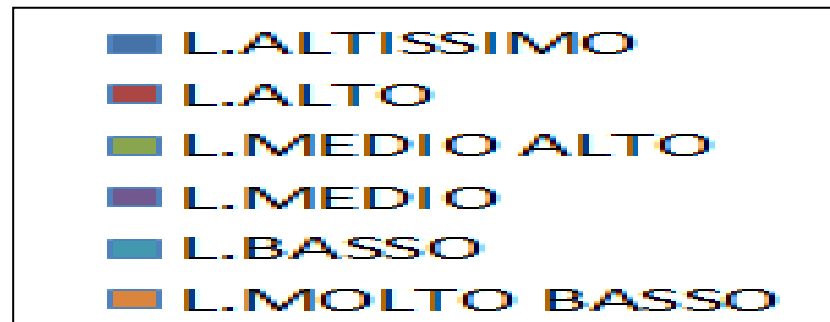 L.ALTISSIMO
L.ALTO
L.MEDIO ALTO
L.MEDIO
L.BASSO
L.MOLTO BASSO